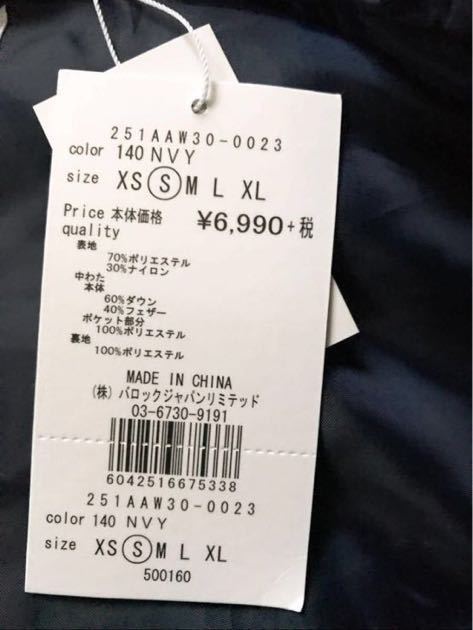 251AAW30-0023
color 140 NVY
size XS S M L XL
Price 本体価格 ¥6,990+税
quality
表地
70%ポリエステル
30%ナイロン
中わた
本体
60%ダウン
40%フェザー
ポケット部分
100%ポリエステル
裏地
100%ポリエステル
MADE IN CHINA
(株) バロックジャパンリミテッド
03-6730-9191
6042516675338
251AAW30-0023
color 140 NVY
size XS S M L XL
500160